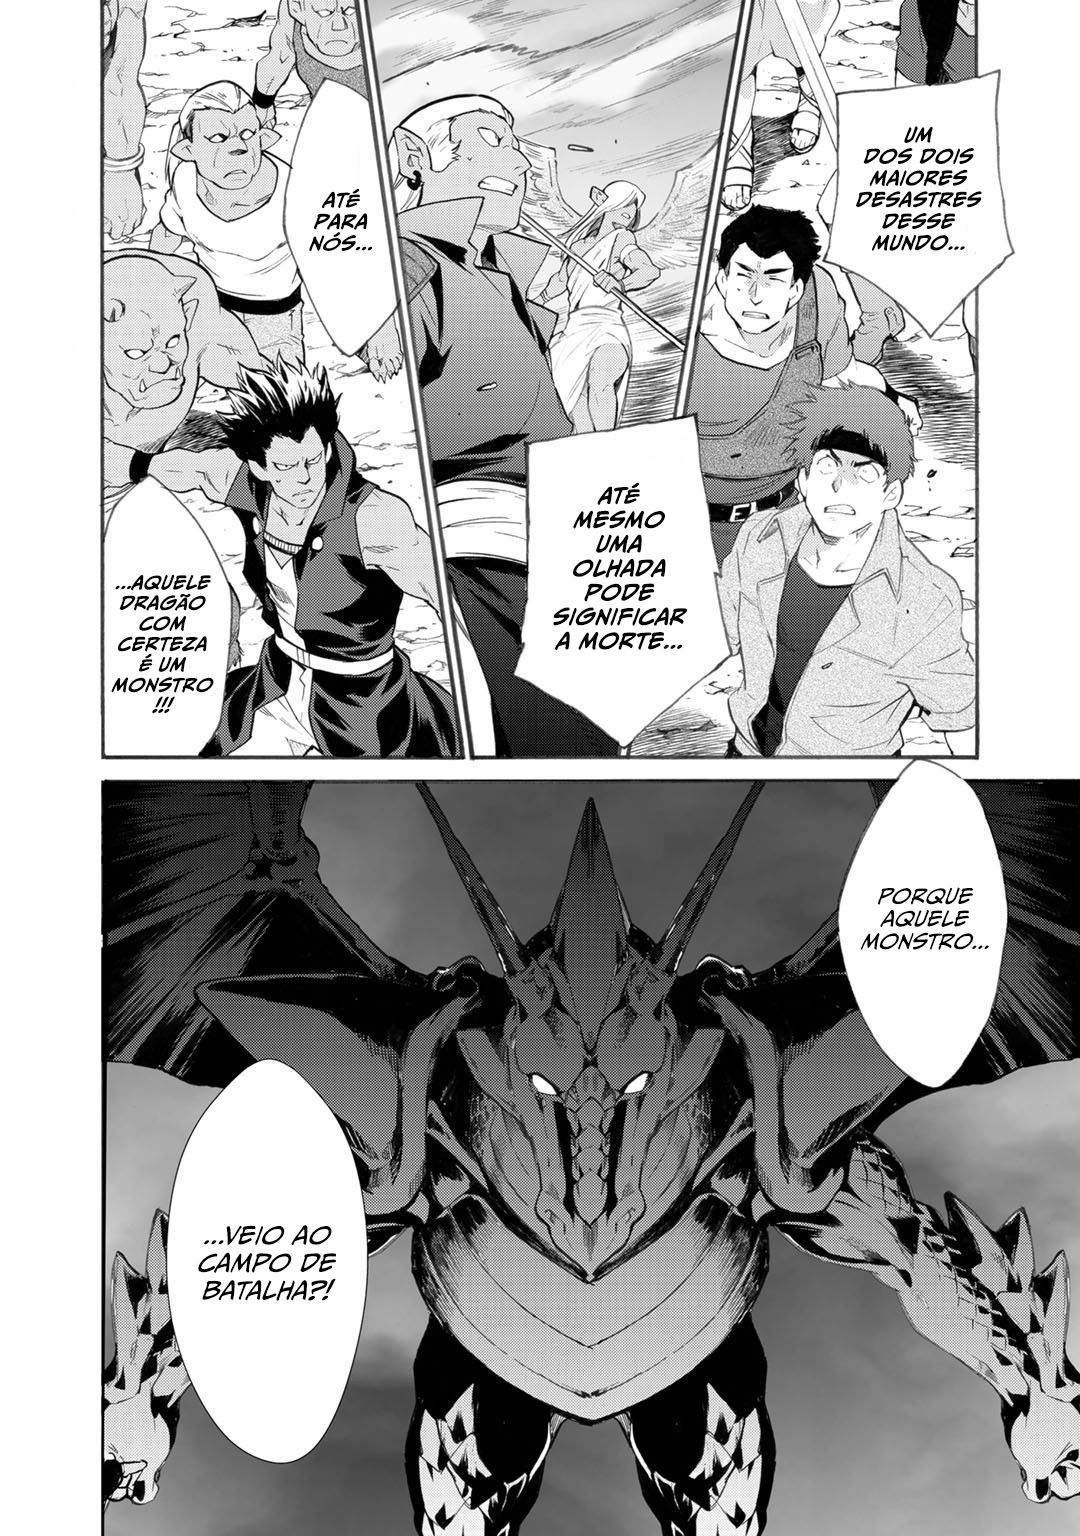 UM
DOS DOIS
MAIORES
DESASTRES
DESSE
MUNDO...
ATÉ
MESMO
UMA
OLHADA
PODE
SIGNIFICAR
A MORTE...
ATÉ
PARA
NÓS...
...AQUELE
DRAGÃO
COM
CERTEZA
É UM
MONSTRO
!!!
PORQUE
AQUELE
MONSTRO...
...VEIO AO
CAMPO DE
BATALHA?!